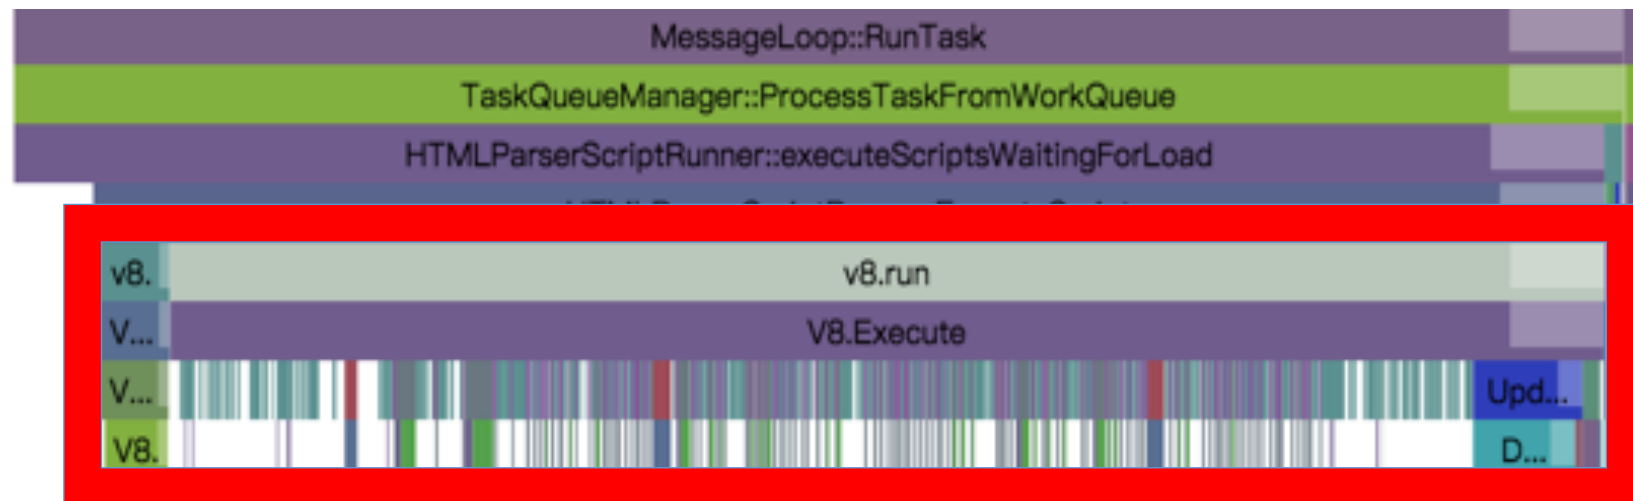 MessageLoop::RunTask
TaskQueueManager::ProcessTaskFromWorkQueue
HTMLParserScriptRunner::executeScriptsWaitingForLoad
v8. v8.run
V... V8.Execute
V... Upd...
V8. D...